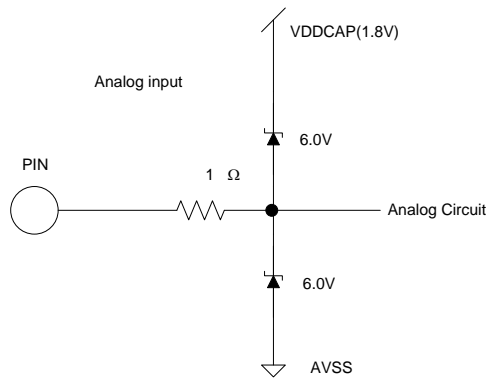 VDDCAP(1.8V)
Analog input
6.0V
PIN
1 Ω
Analog Circuit
6.0V
AVSS